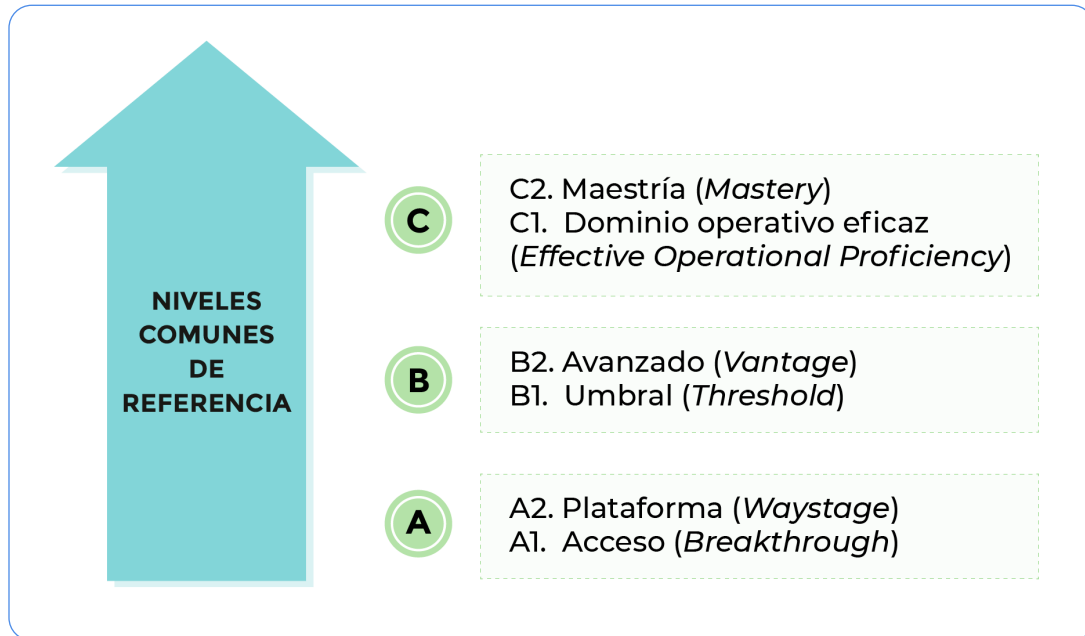 NIVELES
COMUNES
DE
REFERENCIA
C
C2. Maestría (Mastery)
C1. Dominio operativo eficaz
(Effective Operational Proficiency)
B
B2. Avanzado (Vantage)
B1. Umbral (Threshold)
A
A2. Plataforma (Waystage)
A1. Acceso (Breakthrough)